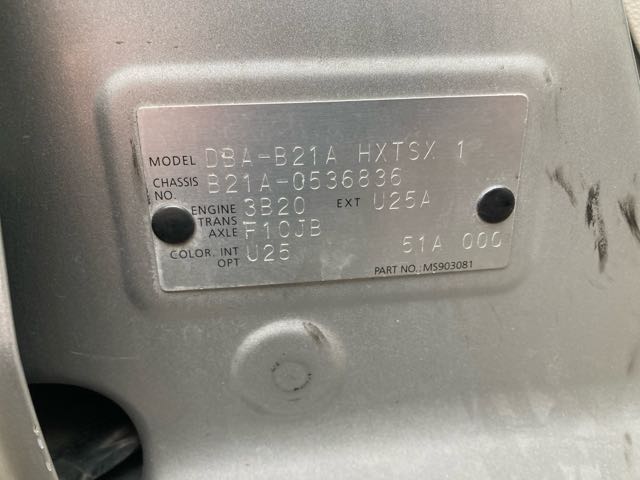 MODEL DBA-B21A HXTSX 1
CHASSIS NO. B21A-0536836
ENGINE 3B20 EXT U25A
TRANS AXLE F1CJB
COLOR. INT OPT U25 51A 000
PART NO.: MS903081